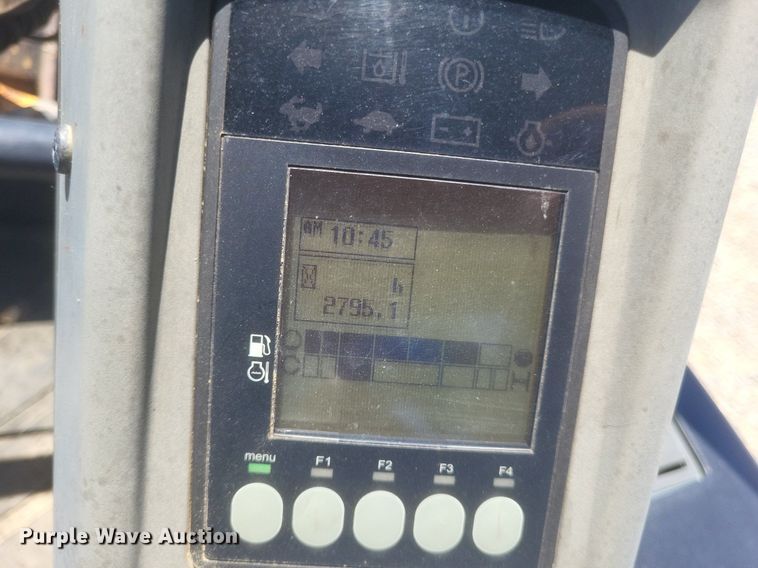 AM 10:45
h
2795.1
menu F1 F2 F3 F4
Purple Wave Auction